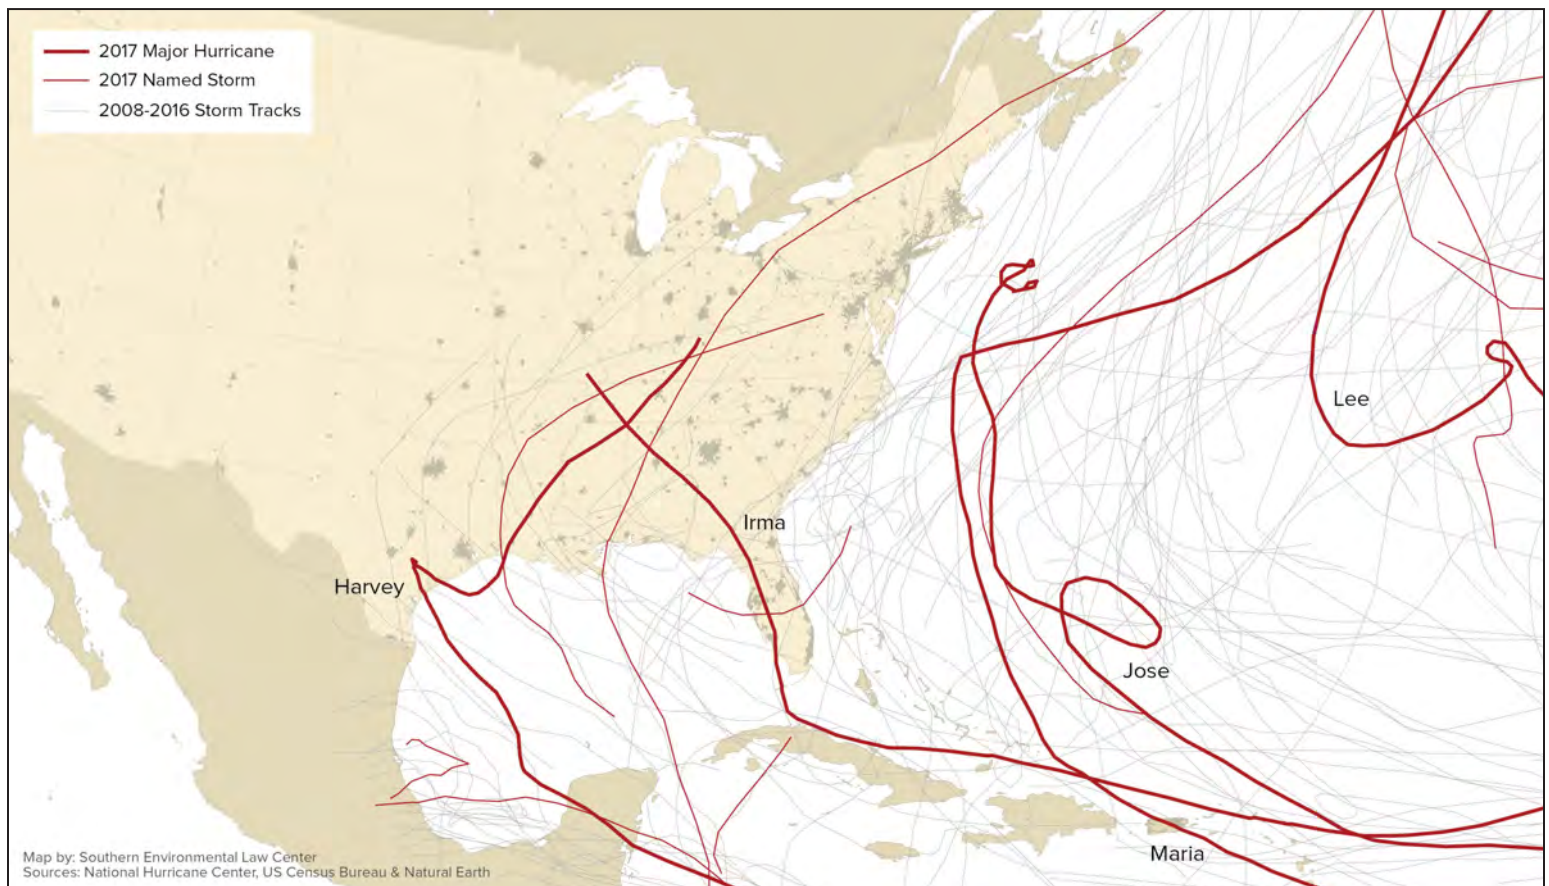 2017 Major Hurricane
2017 Named Storm
2008-2016 Storm Tracks
Lee
Irma
Harvey
Jose
Maria
Map by: Southern Environmental Law Center
Sources: National Hurricane Center, US Census Bureau & Natural Earth